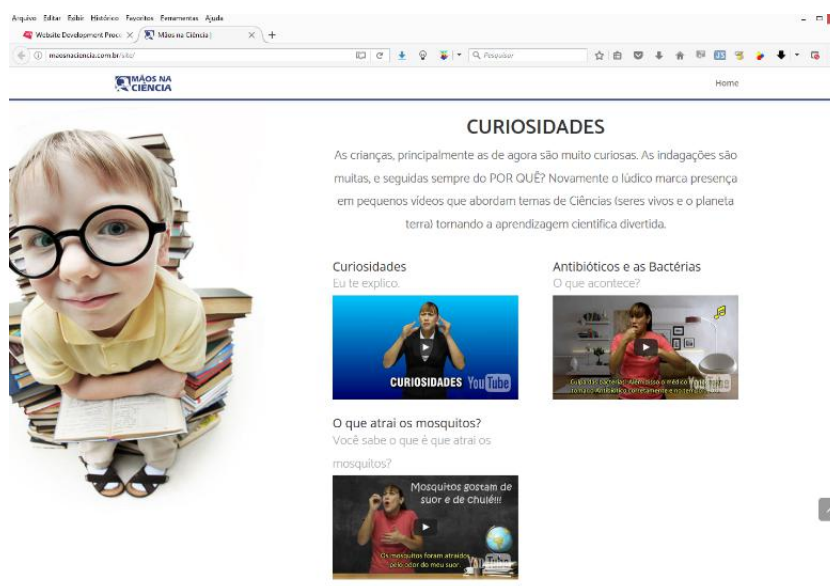 Arquivo Editar Exibir Histórico Favoritos Ferramentas Ajuda
Website Development Proce
Mãos na Ciência |
maosnaciencia.com.br/site/
Pesquisar
MÃOS NA
CIÊNCIA
Home
CURIOSIDADES
As crianças, principalmente as de agora são muito curiosas. As indagações são
muitas, e seguidas sempre do POR QUÊ? Novamente o lúdico marca presença
em pequenos vídeos que abordam temas de Ciências (seres vivos e o planeta
terra) tornando a aprendizagem científica divertida.
Curiosidades
Eu te explico.
CURIOSIDADES YouTube
Antibióticos e as Bactérias
O que acontece?
O que atrai os mosquitos?
Você sabe o que é que atrai os
mosquitos?
Mosquitos gostam de
suor e de chulé!!!
Os mosquitos foram atraídos
pelo odor do meu suor.
YouTube